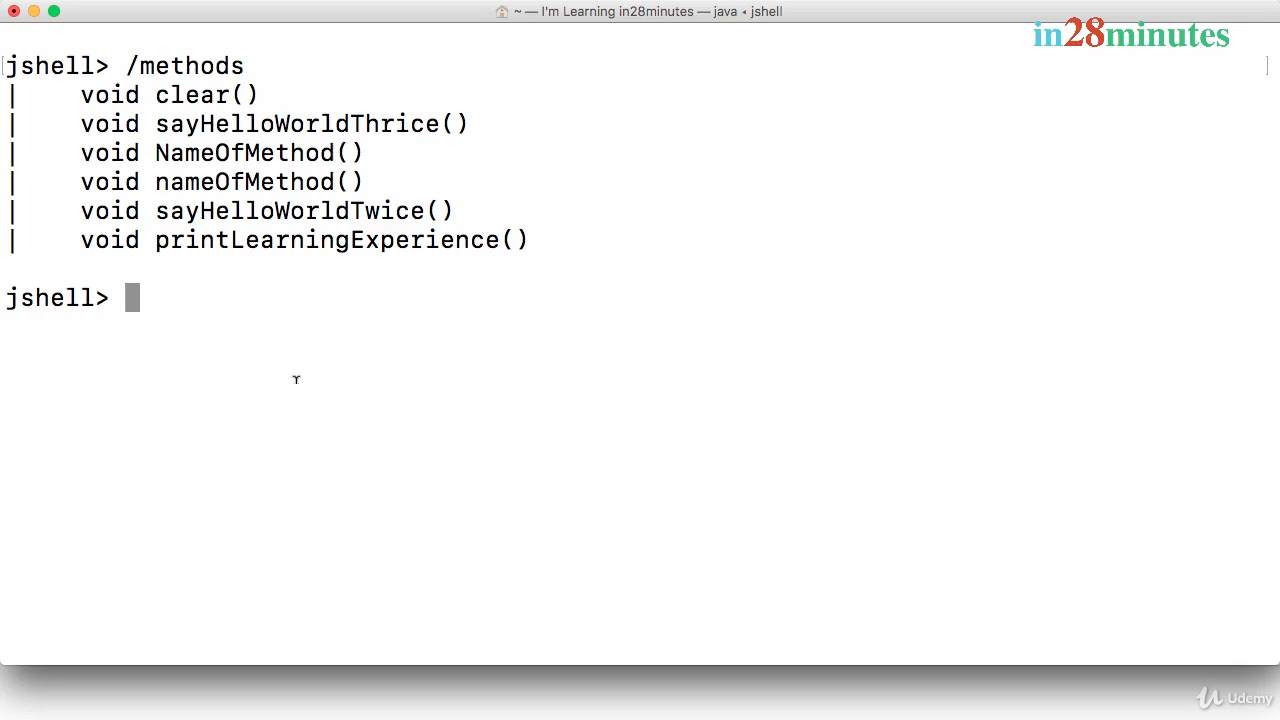 ~ — I'm Learning in28minutes — java ◂ jshell
in28minutes
jshell> /methods
|    void clear()
|    void sayHelloWorldThrice()
|    void NameOfMethod()
|    void nameOfMethod()
|    void sayHelloWorldTwice()
|    void printLearningExperience()
jshell>
Udemy